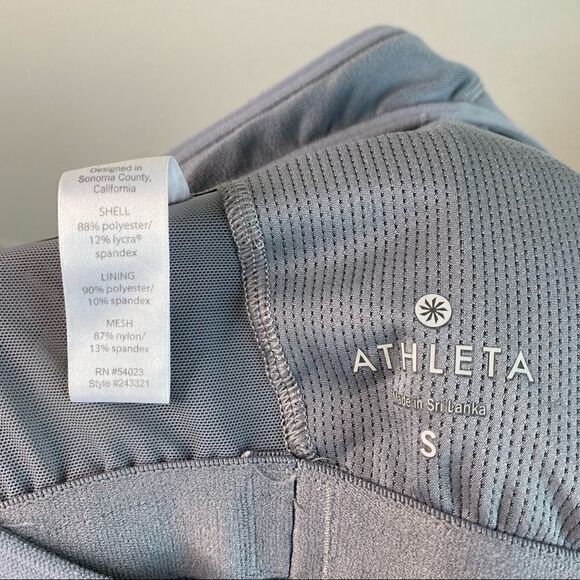 Designed in
Sonoma County,
California
SHELL
88% polyester/
12% lycra®
spandex
LINING
90% polyester/
10% spandex
MESH
87% nylon/
13% spandex
RN #54023
Style #243321
ATHLETA
Made in Sri Lanka
S